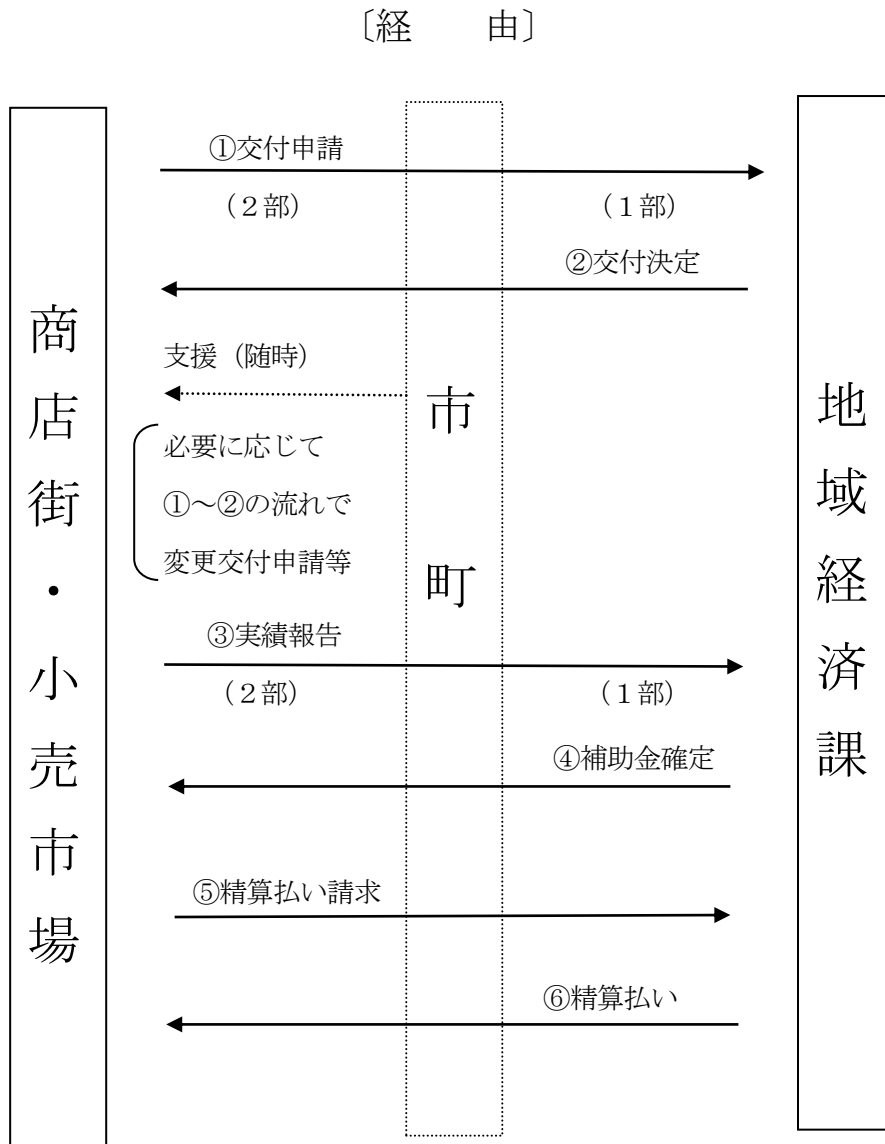 〔経　　由〕
①交付申請
（２部）
（１部）
②交付決定
支援（随時）
必要に応じて
①～②の流れで
変更交付申請等
③実績報告
（２部）
（１部）
④補助金確定
⑤精算払い請求
⑥精算払い
商店街・小売市場
市町
地域経済課